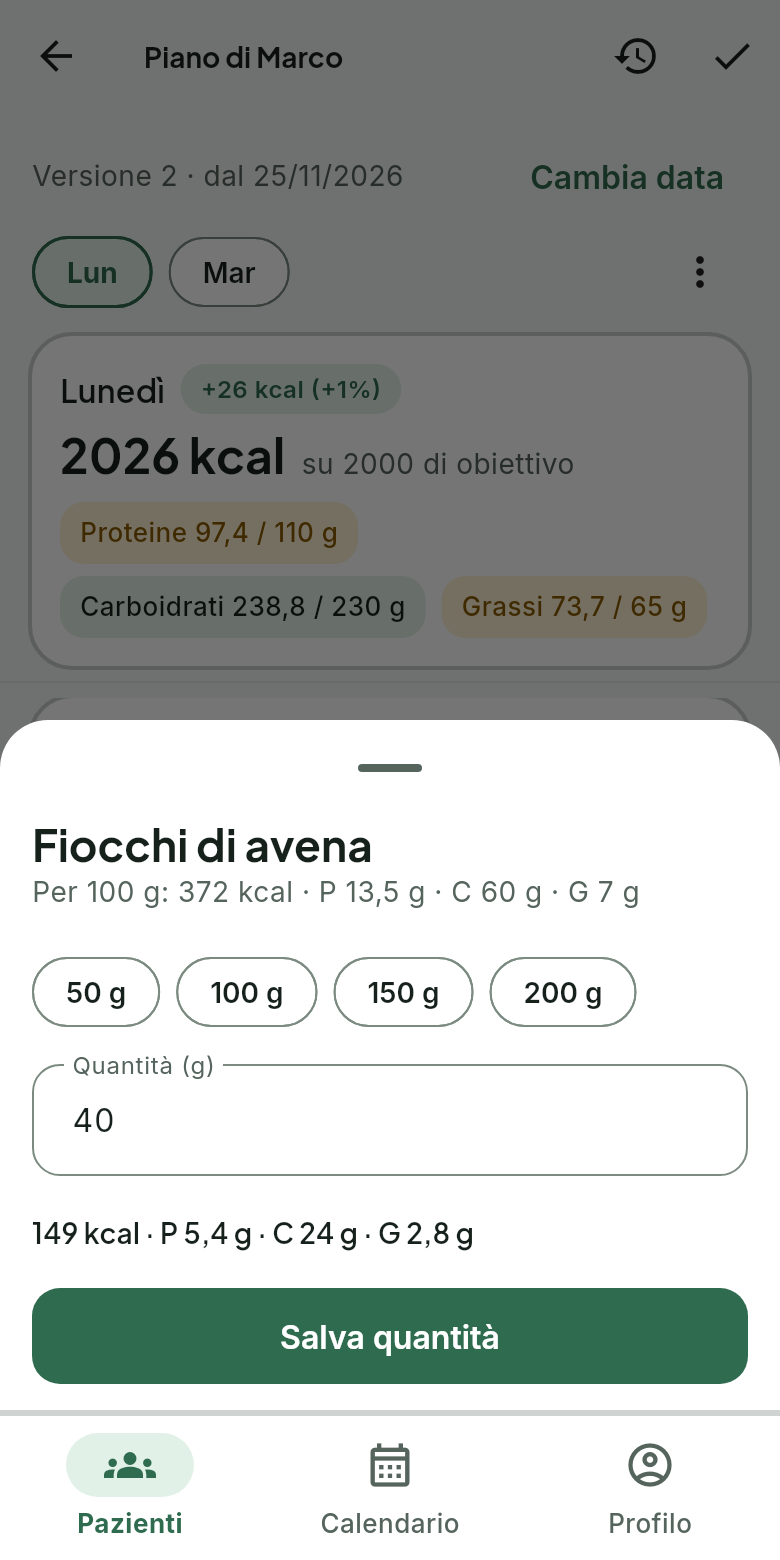 Piano di Marco
Versione 2 · dal 25/11/2026
Cambia data
Lun
Mar
Lunedì
+26 kcal (+1%)
2026 kcal su 2000 di obiettivo
Proteine 97,4 / 110 g
Carboidrati 238,8 / 230 g
Grassi 73,7 / 65 g
Fiocchi di avena
Per 100 g: 372 kcal · P 13,5 g · C 60 g · G 7 g
50 g
100 g
150 g
200 g
Quantità (g)
40
149 kcal · P 5,4 g · C 24 g · G 2,8 g
Salva quantità
Pazienti
Calendario
Profilo